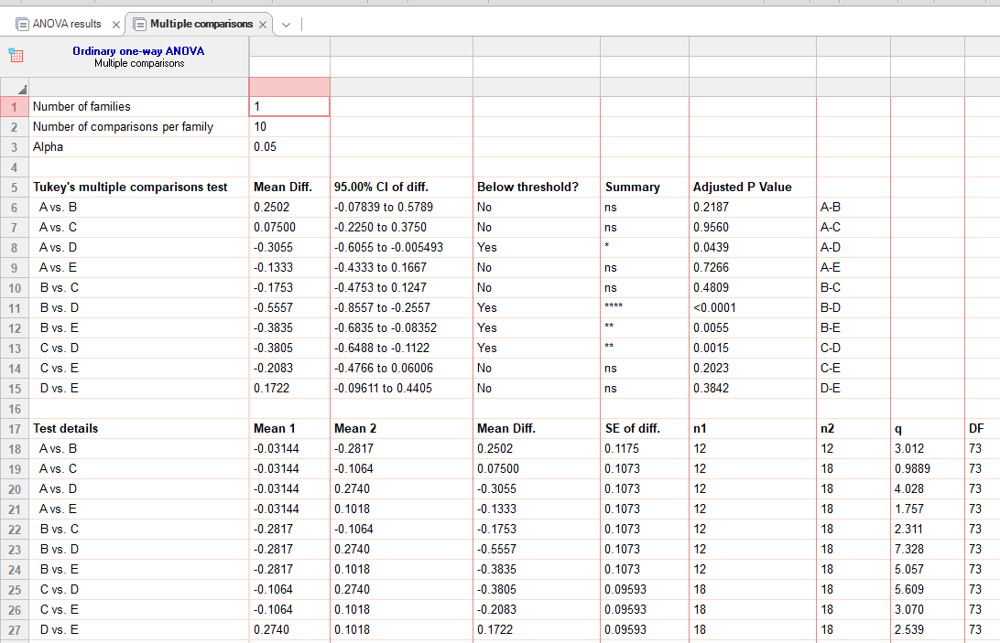 ANOVA results × Multiple comparisons ×
Ordinary one-way ANOVA
Multiple comparisons
1 Number of families 1
2 Number of comparisons per family 10
3 Alpha 0.05
4
5 Tukey's multiple comparisons test Mean Diff. 95.00% CI of diff. Below threshold? Summary Adjusted P Value
6 A vs. B 0.2502 -0.07839 to 0.5789 No ns 0.2187 A-B
7 A vs. C 0.07500 -0.2250 to 0.3750 No ns 0.9560 A-C
8 A vs. D -0.3055 -0.6055 to -0.005493 Yes * 0.0439 A-D
9 A vs. E -0.1333 -0.4333 to 0.1667 No ns 0.7266 A-E
10 B vs. C -0.1753 -0.4753 to 0.1247 No ns 0.4809 B-C
11 B vs. D -0.5557 -0.8557 to -0.2557 Yes **** <0.0001 B-D
12 B vs. E -0.3835 -0.6835 to -0.08352 Yes ** 0.0055 B-E
13 C vs. D -0.3805 -0.6488 to -0.1122 Yes ** 0.0015 C-D
14 C vs. E -0.2083 -0.4766 to 0.06006 No ns 0.2023 C-E
15 D vs. E 0.1722 -0.09611 to 0.4405 No ns 0.3842 D-E
16
17 Test details Mean 1 Mean 2 Mean Diff. SE of diff. n1 n2 q DF
18 A vs. B -0.03144 -0.2817 0.2502 0.1175 12 12 3.012 73
19 A vs. C -0.03144 -0.1064 0.07500 0.1073 12 18 0.9889 73
20 A vs. D -0.03144 0.2740 -0.3055 0.1073 12 18 4.028 73
21 A vs. E -0.03144 0.1018 -0.1333 0.1073 12 18 1.757 73
22 B vs. C -0.2817 -0.1064 -0.1753 0.1073 12 18 2.311 73
23 B vs. D -0.2817 0.2740 -0.5557 0.1073 12 18 7.328 73
24 B vs. E -0.2817 0.1018 -0.3835 0.1073 12 18 5.057 73
25 C vs. D -0.1064 0.2740 -0.3805 0.09593 18 18 5.609 73
26 C vs. E -0.1064 0.1018 -0.2083 0.09593 18 18 3.070 73
27 D vs. E 0.2740 0.1018 0.1722 0.09593 18 18 2.539 73